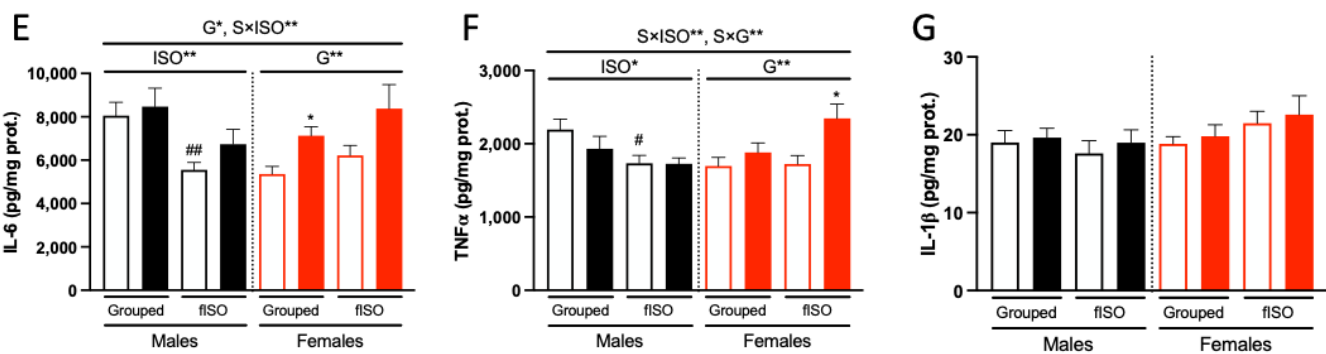 E
G*, S×ISO**
ISO**
G**
IL-6 (pg/mg prot.)
10,000
8,000
6,000
4,000
2,000
0
##
*
Grouped
fISO
Grouped
fISO
Males
Females
F
S×ISO**, S×G**
ISO*
G**
TNFα (pg/mg prot.)
3,000
2,000
1,000
0
#
*
Grouped
fISO
Grouped
fISO
Males
Females
G
IL-1β (pg/mg prot.)
30
20
10
0
Grouped
fISO
Grouped
fISO
Males
Females